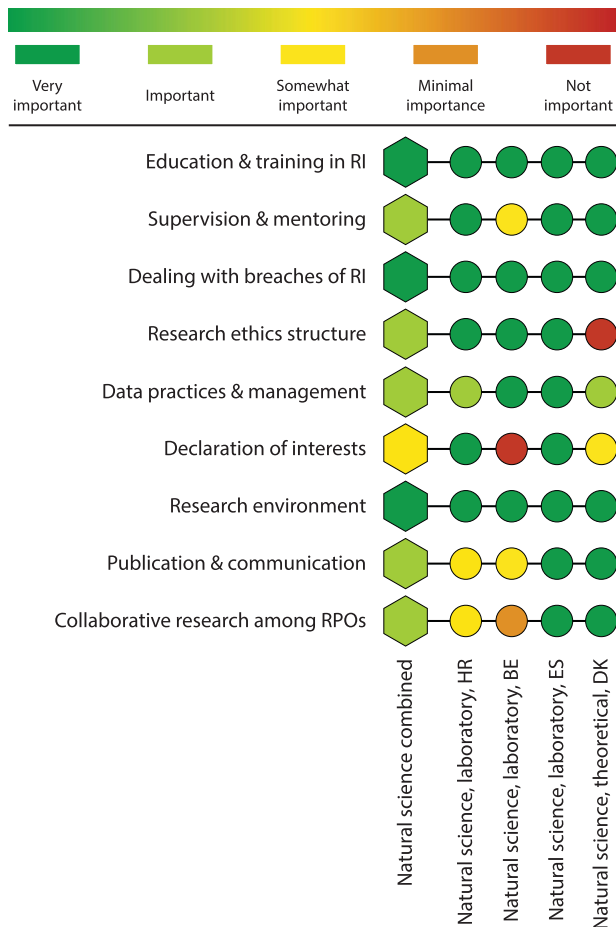 Very
important
Important
Somewhat
important
Minimal
importance
Not
important
Education & training in RI
Supervision & mentoring
Dealing with breaches of RI
Research ethics structure
Data practices & management
Declaration of interests
Research environment
Publication & communication
Collaborative research among RPOs
Natural science combined
Natural science, laboratory, HR
Natural science, laboratory, BE
Natural science, laboratory, ES
Natural science, theoretical, DK